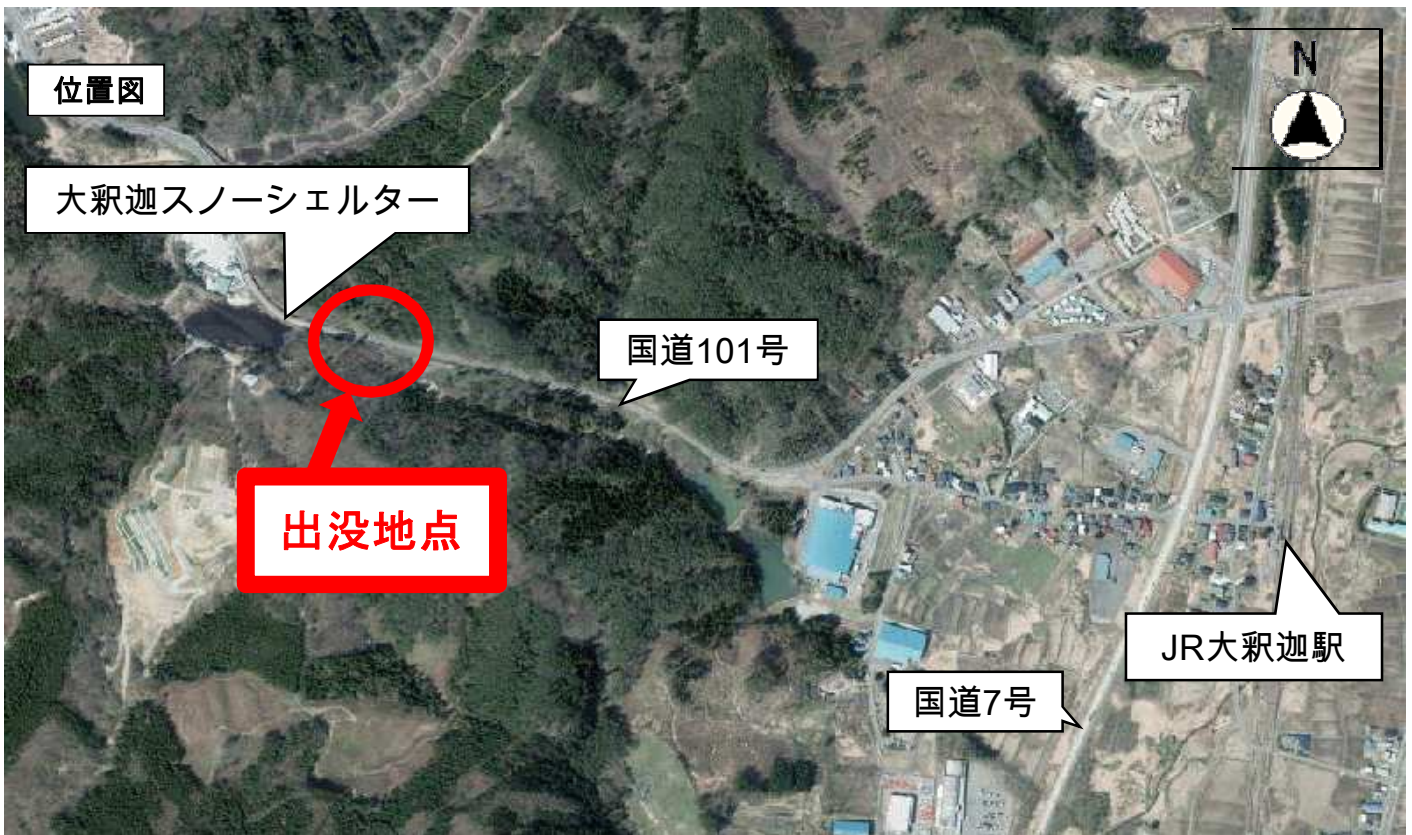 位置図
N
大釈迦スノーシェルター
国道101号
出没地点
JR大釈迦駅
国道7号